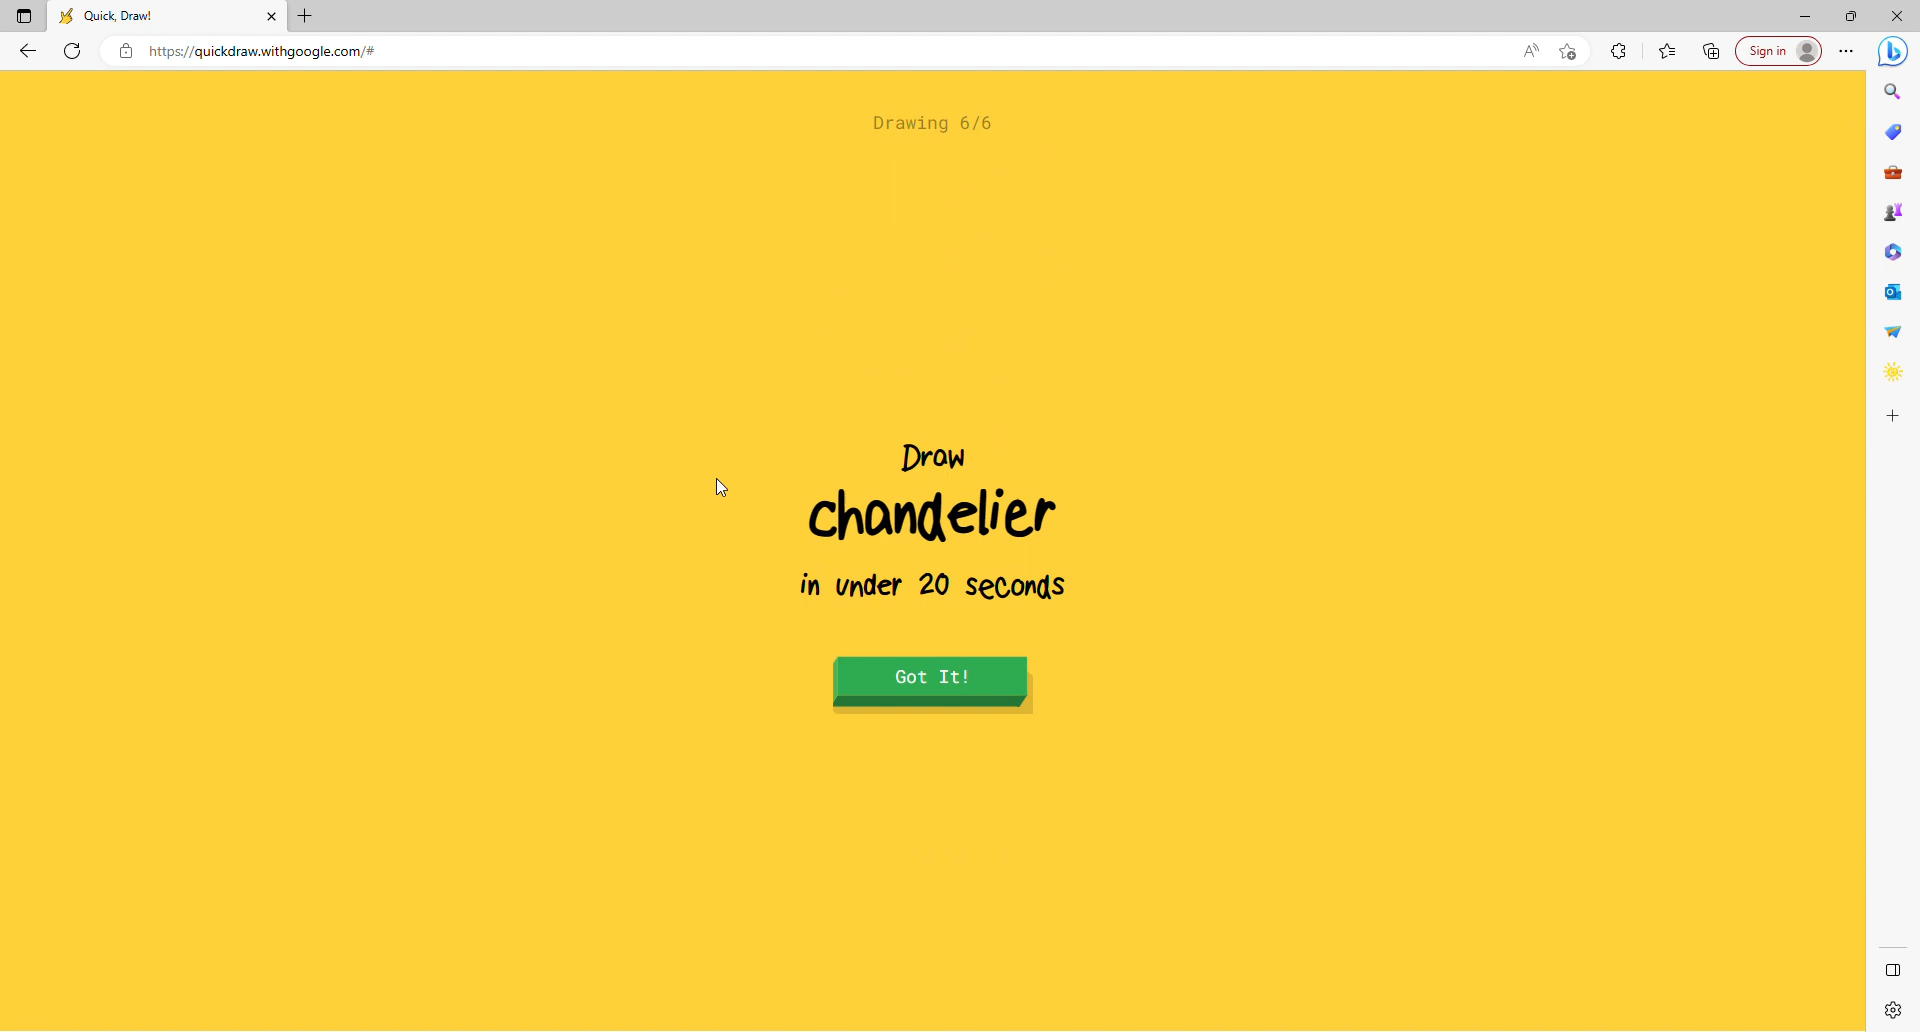 Quick, Draw!
https://quickdraw.withgoogle.com/#
Sign in
Drawing 6/6
Draw
chandelier
in under 20 seconds
Got It!